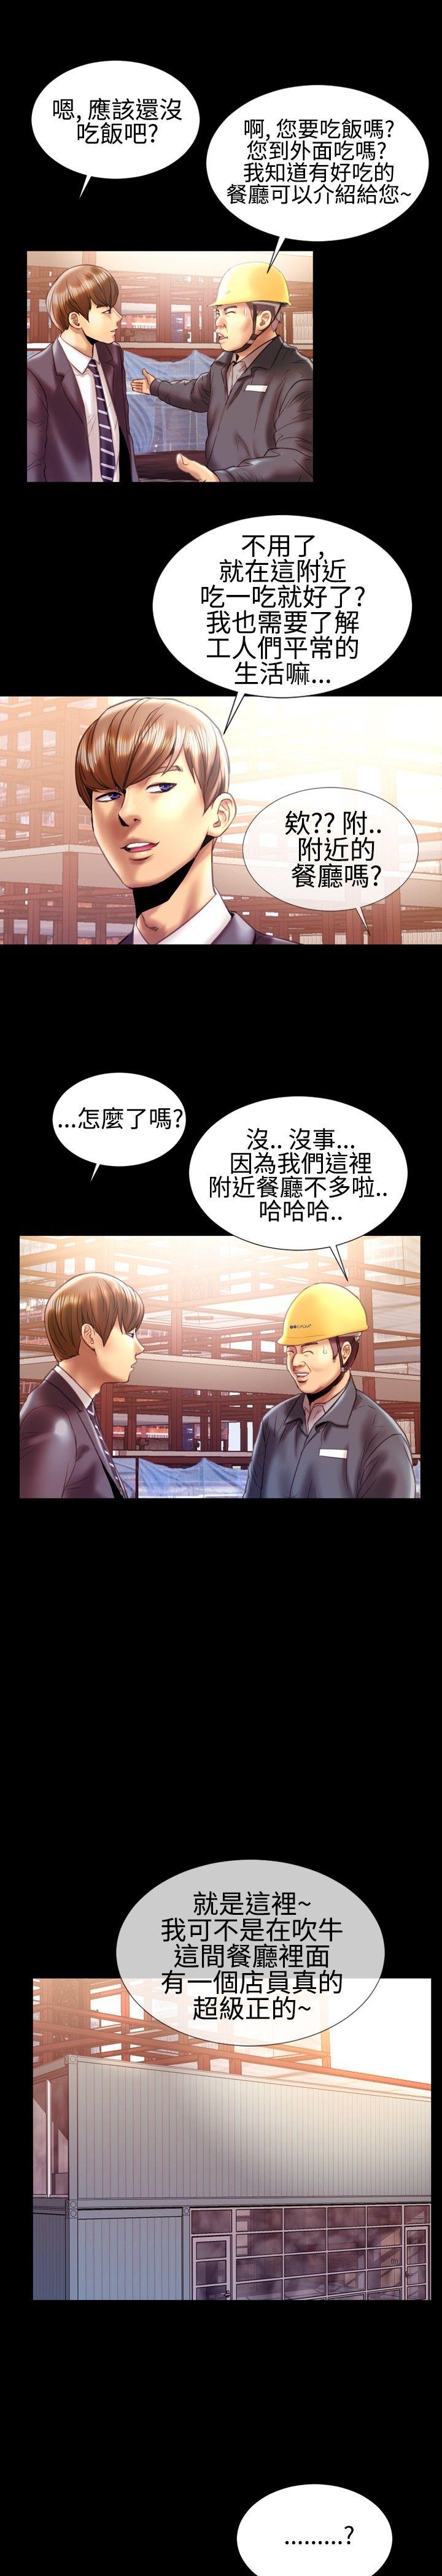 嗯, 應該還沒
吃飯吧?
啊, 您要吃飯嗎?
您到外面吃嗎?
我知道有好吃的
餐廳可以介紹給您~
不用了,
就在這附近
吃一吃就好了?
我也需要了解
工人們平常的
生活嘛...
欸?? 附..
附近的
餐廳嗎?
...怎麼了嗎?
沒.. 沒事...
因為我們這裡
附近餐廳不多啦..
哈哈哈..
就是這裡~
我可不是在吹牛
這間餐廳裡面
有一個店員真的
超級正的~
.........?